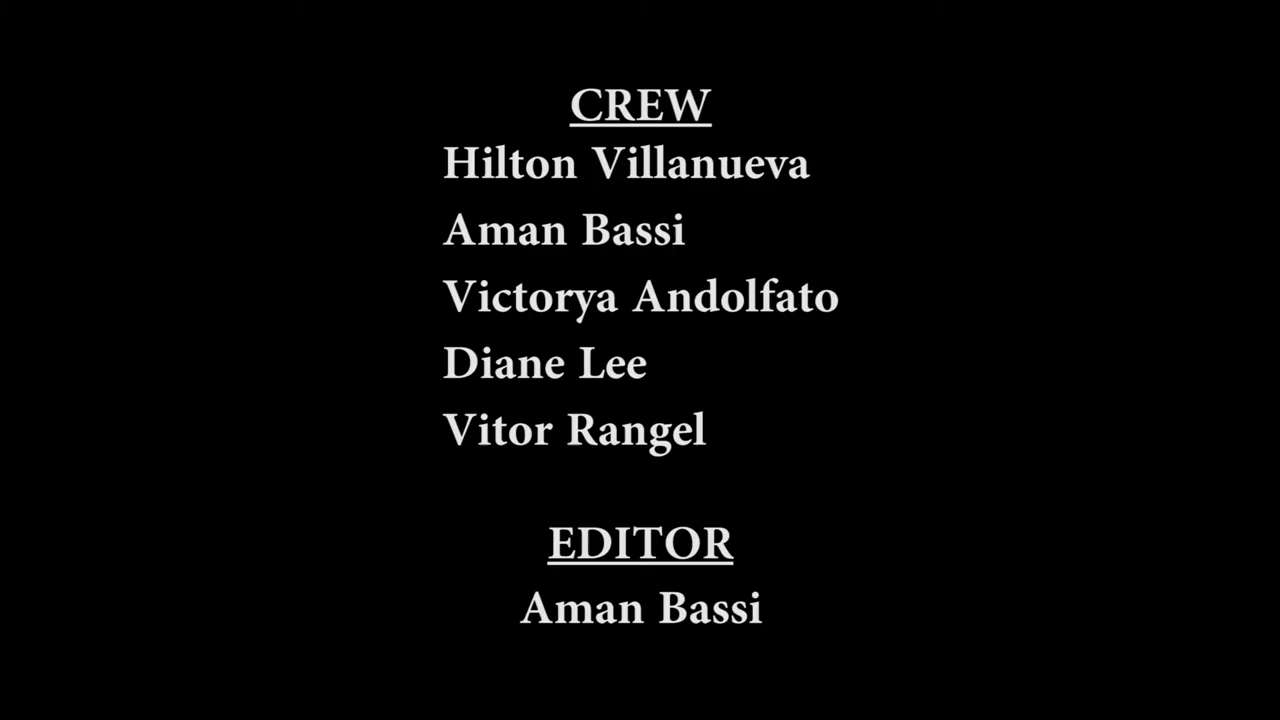 CREW
Hilton Villanueva
Aman Bassi
Victorya Andolfato
Diane Lee
Vitor Rangel
EDITOR
Aman Bassi